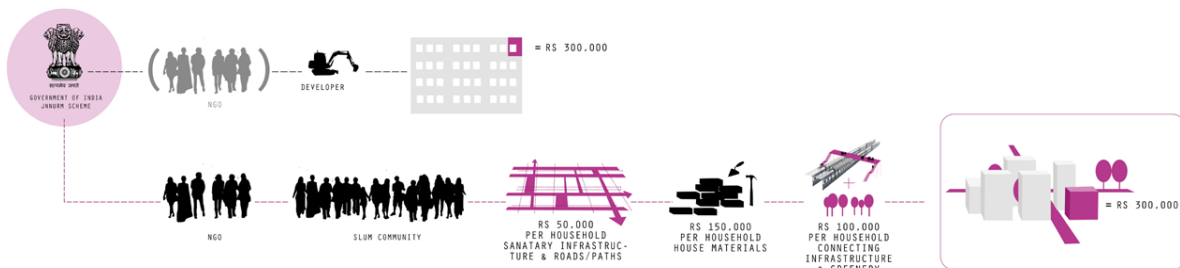 सत्यमेव जयते
GOVERNMENT OF INDIA
JNNURM SCHEME
NGO
DEVELOPER
= RS 300.000
NGO
SLUM COMMUNITY
RS 50.000
PER HOUSEHOLD
SANATARY INFRASTRUC-
TURE & ROADS/PATHS
RS 150,000
PER HOUSEHOLD
HOUSE MATERIALS
+
RS 100.000
PER HOUSEHOLD
CONNECTING
INFRASTRUCTURE
& GREENERY
= RS 300,000